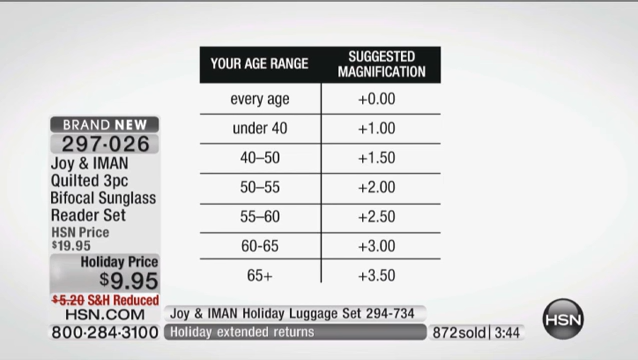 YOUR AGE RANGE SUGGESTED MAGNIFICATION
every age +0.00
under 40 +1.00
40–50 +1.50
50–55 +2.00
55–60 +2.50
60-65 +3.00
65+ +3.50
BRAND NEW
297-026
Joy & IMAN
Quilted 3pc
Bifocal Sunglass
Reader Set
HSN Price
$19.95
Holiday Price
$9.95
$5.20 S&H Reduced
HSN.COM
800-284-3100
Joy & IMAN Holiday Luggage Set 294-734
Holiday extended returns
872sold | 3:44
HSN